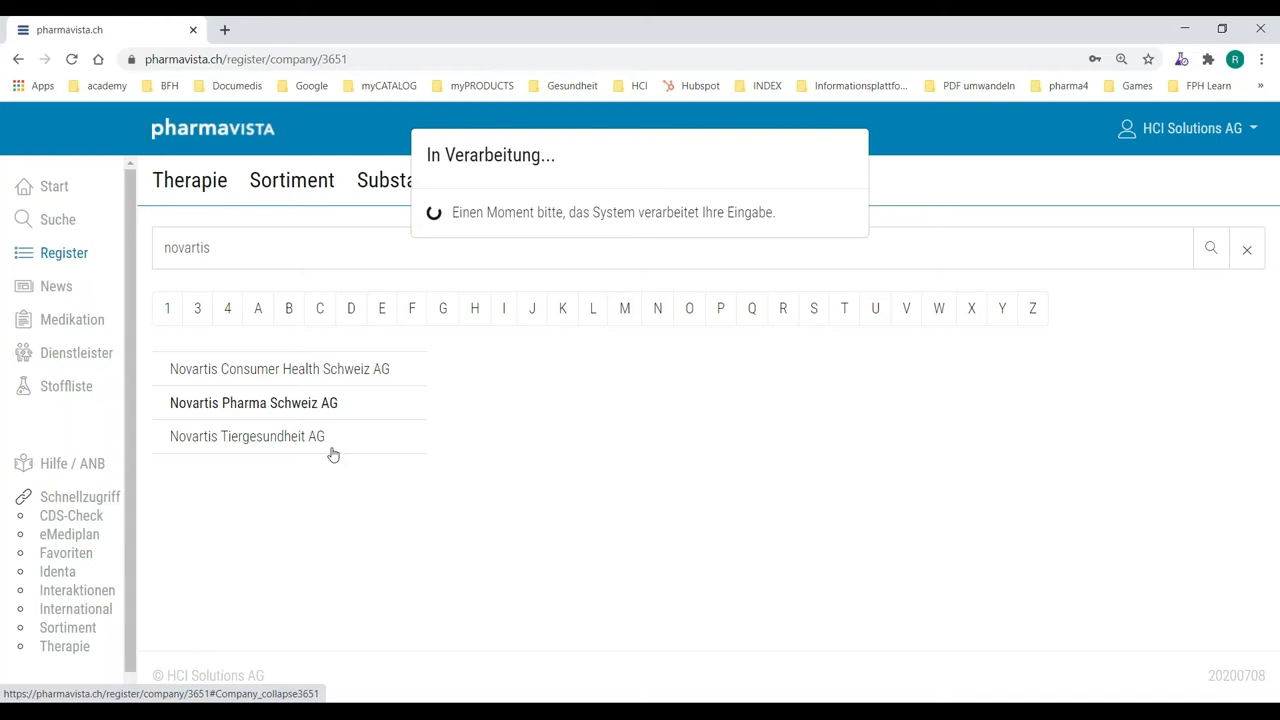 pharmavista.ch
pharmavista.ch/register/company/3651
R
Apps academy BFH Documedis Google myCATALOG myPRODUCTS Gesundheit HCI Hubspot INDEX Informationsplattfo... PDF umwandeln pharma4 Games FPH Learn »
pharmaVISTA
HCI Solutions AG
In Verarbeitung...
Einen Moment bitte, das System verarbeitet Ihre Eingabe.
Therapie Sortiment Substa
Start
Suche
Register
News
Medikation
Dienstleister
Stoffliste
Hilfe / ANB
Schnellzugriff
CDS-Check
eMediplan
Favoriten
Identa
Interaktionen
International
Sortiment
Therapie
novartis
1 3 4 A B C D E F G H I J K L M N O P Q R S T U V W X Y Z
Novartis Consumer Health Schweiz AG
Novartis Pharma Schweiz AG
Novartis Tiergesundheit AG
© HCI Solutions AG
20200708
https://pharmavista.ch/register/company/3651#Company_collapse3651